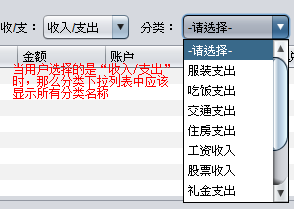 收/支： 收入/支出 分类： -请选择-
金额 账户
当用户选择的是“收入/支出”
时，那么分类下拉列表中应该
显示所有分类名称
-请选择-
服装支出
吃饭支出
交通支出
住房支出
工资收入
股票收入
礼金支出